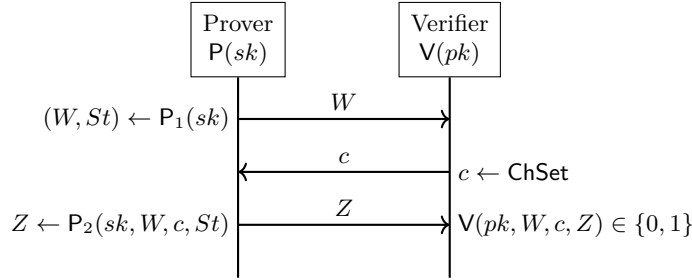 Prover
P(sk)
Verifier
V(pk)
(W, St) ← P₁(sk)
W
c
c ← ChSet
Z ← P₂(sk, W, c, St)
Z
V(pk, W, c, Z) ∈ {0, 1}